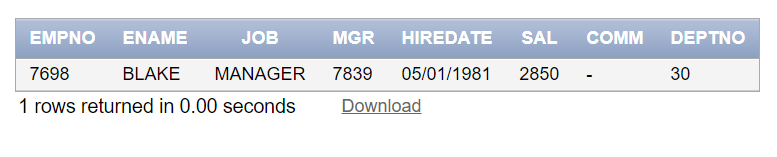 EMPNO ENAME JOB MGR HIREDATE SAL COMM DEPTNO
7698 BLAKE MANAGER 7839 05/01/1981 2850 - 30
1 rows returned in 0.00 seconds Download